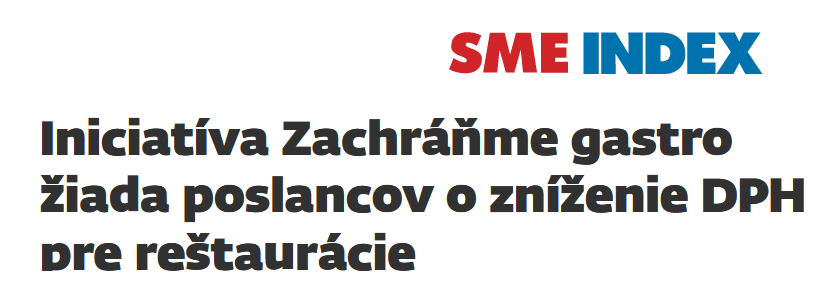 SME INDEX
Iniciatíva Zachráňme gastro
žiada poslancov o zníženie DPH
pre reštaurácie